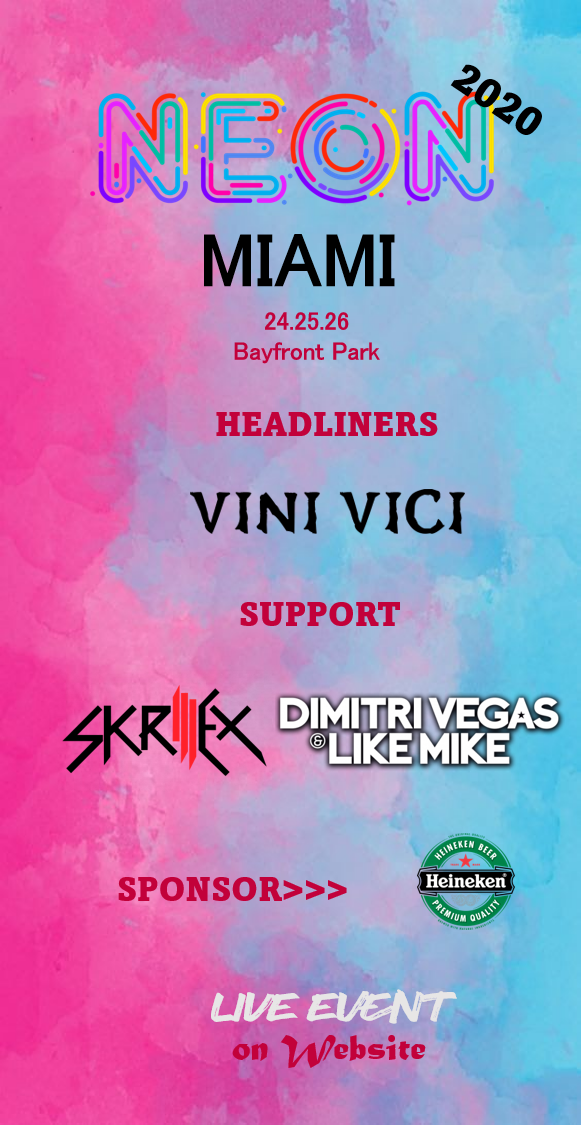 NEON
2020
MIAMI
24.25.26
Bayfront Park
HEADLINERS
VINI VICI
SUPPORT
SKRILLEX
DIMITRI VEGAS
& LIKE MIKE
SPONSOR>>>
HEINEKEN BEER
Heineken
PREMIUM QUALITY
LIVE EVENT
on Website